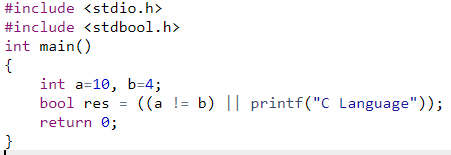 #include <stdio.h>
#include <stdbool.h>
int main()
{
    int a=10, b=4;
    bool res = ((a != b) || printf("C Language"));
    return 0;
}